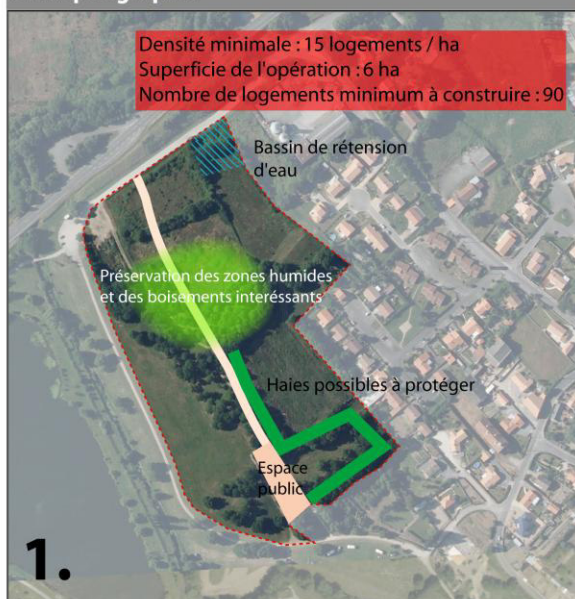 Densité minimale : 15 logements / ha
Superficie de l'opération : 6 ha
Nombre de logements minimum à construire : 90
Bassin de rétension
d'eau
Préservation des zones humides
et des boisements interéssants
Haies possibles à protéger
Espace
public
1.